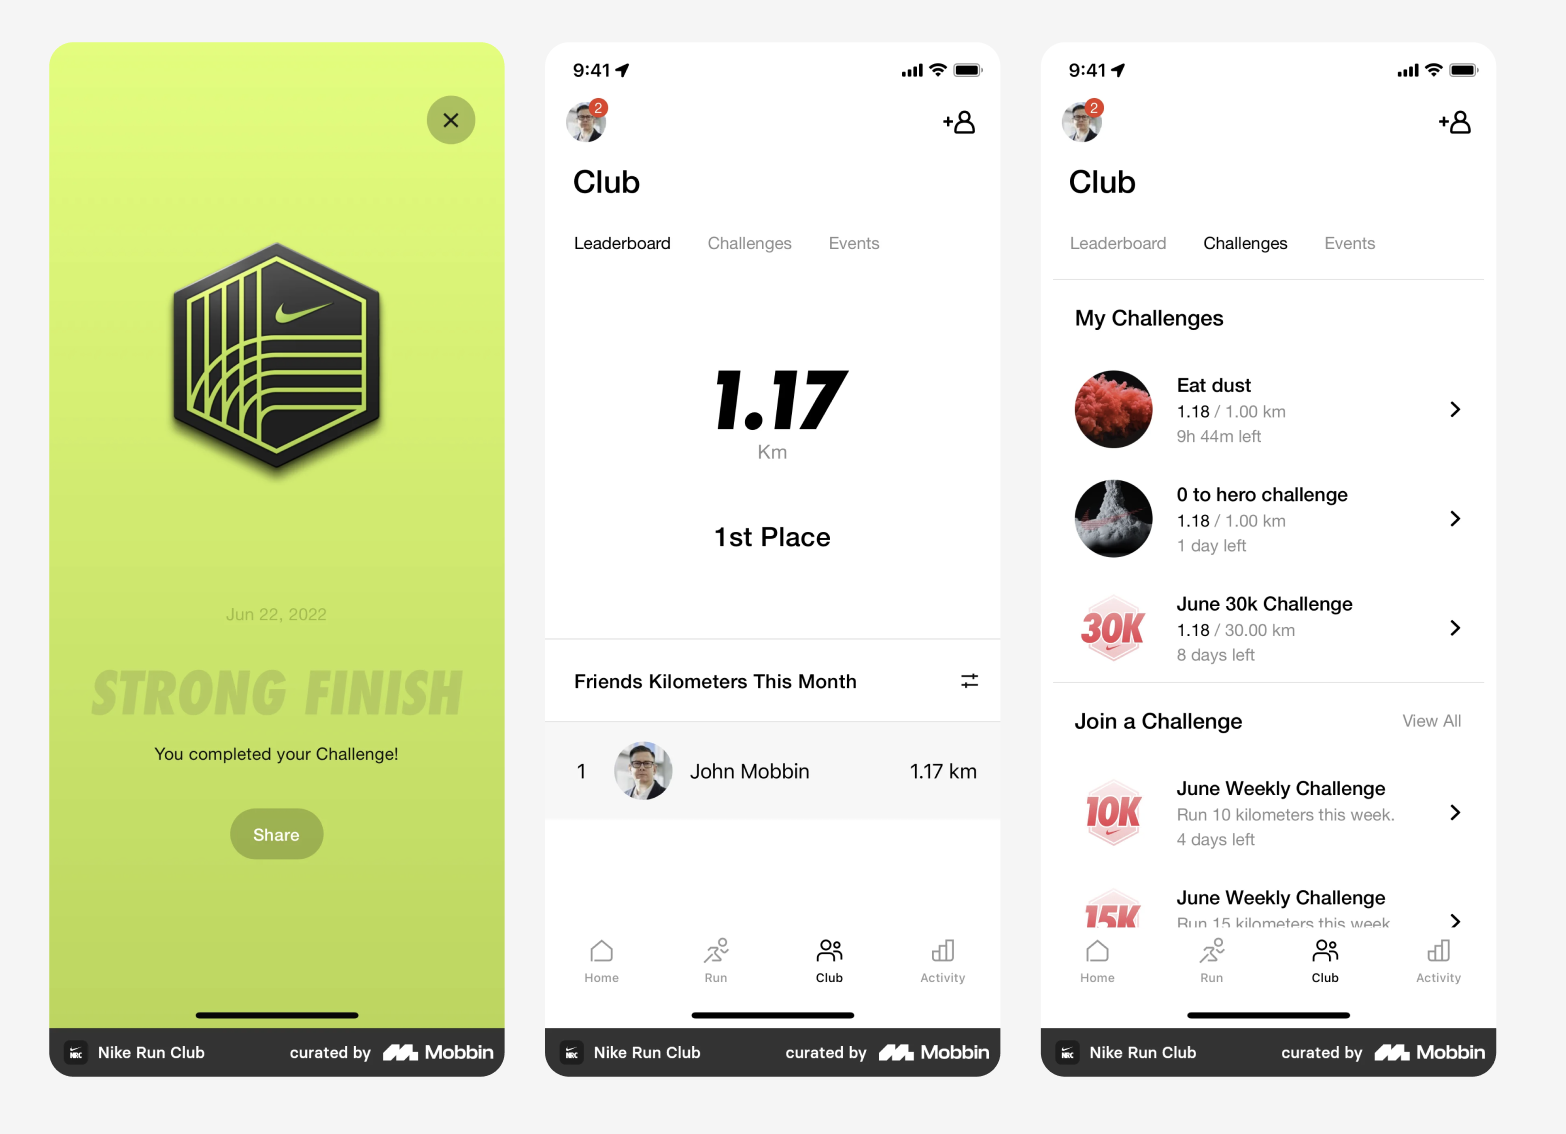 Jun 22, 2022
STRONG FINISH
You completed your Challenge!
Share
NRC Nike Run Club curated by Mobbin
9:41
2
Club
Leaderboard Challenges Events
1.17
Km
1st Place
Friends Kilometers This Month
1 John Mobbin 1.17 km
Home Run Club Activity
NRC Nike Run Club curated by Mobbin
9:41
2
Club
Leaderboard Challenges Events
My Challenges
Eat dust
1.18 / 1.00 km
9h 44m left
0 to hero challenge
1.18 / 1.00 km
1 day left
30K
June 30k Challenge
1.18 / 30.00 km
8 days left
Join a Challenge View All
10K
June Weekly Challenge
Run 10 kilometers this week.
4 days left
15K
June Weekly Challenge
Run 15 kilometers this week
Home Run Club Activity
NRC Nike Run Club curated by Mobbin